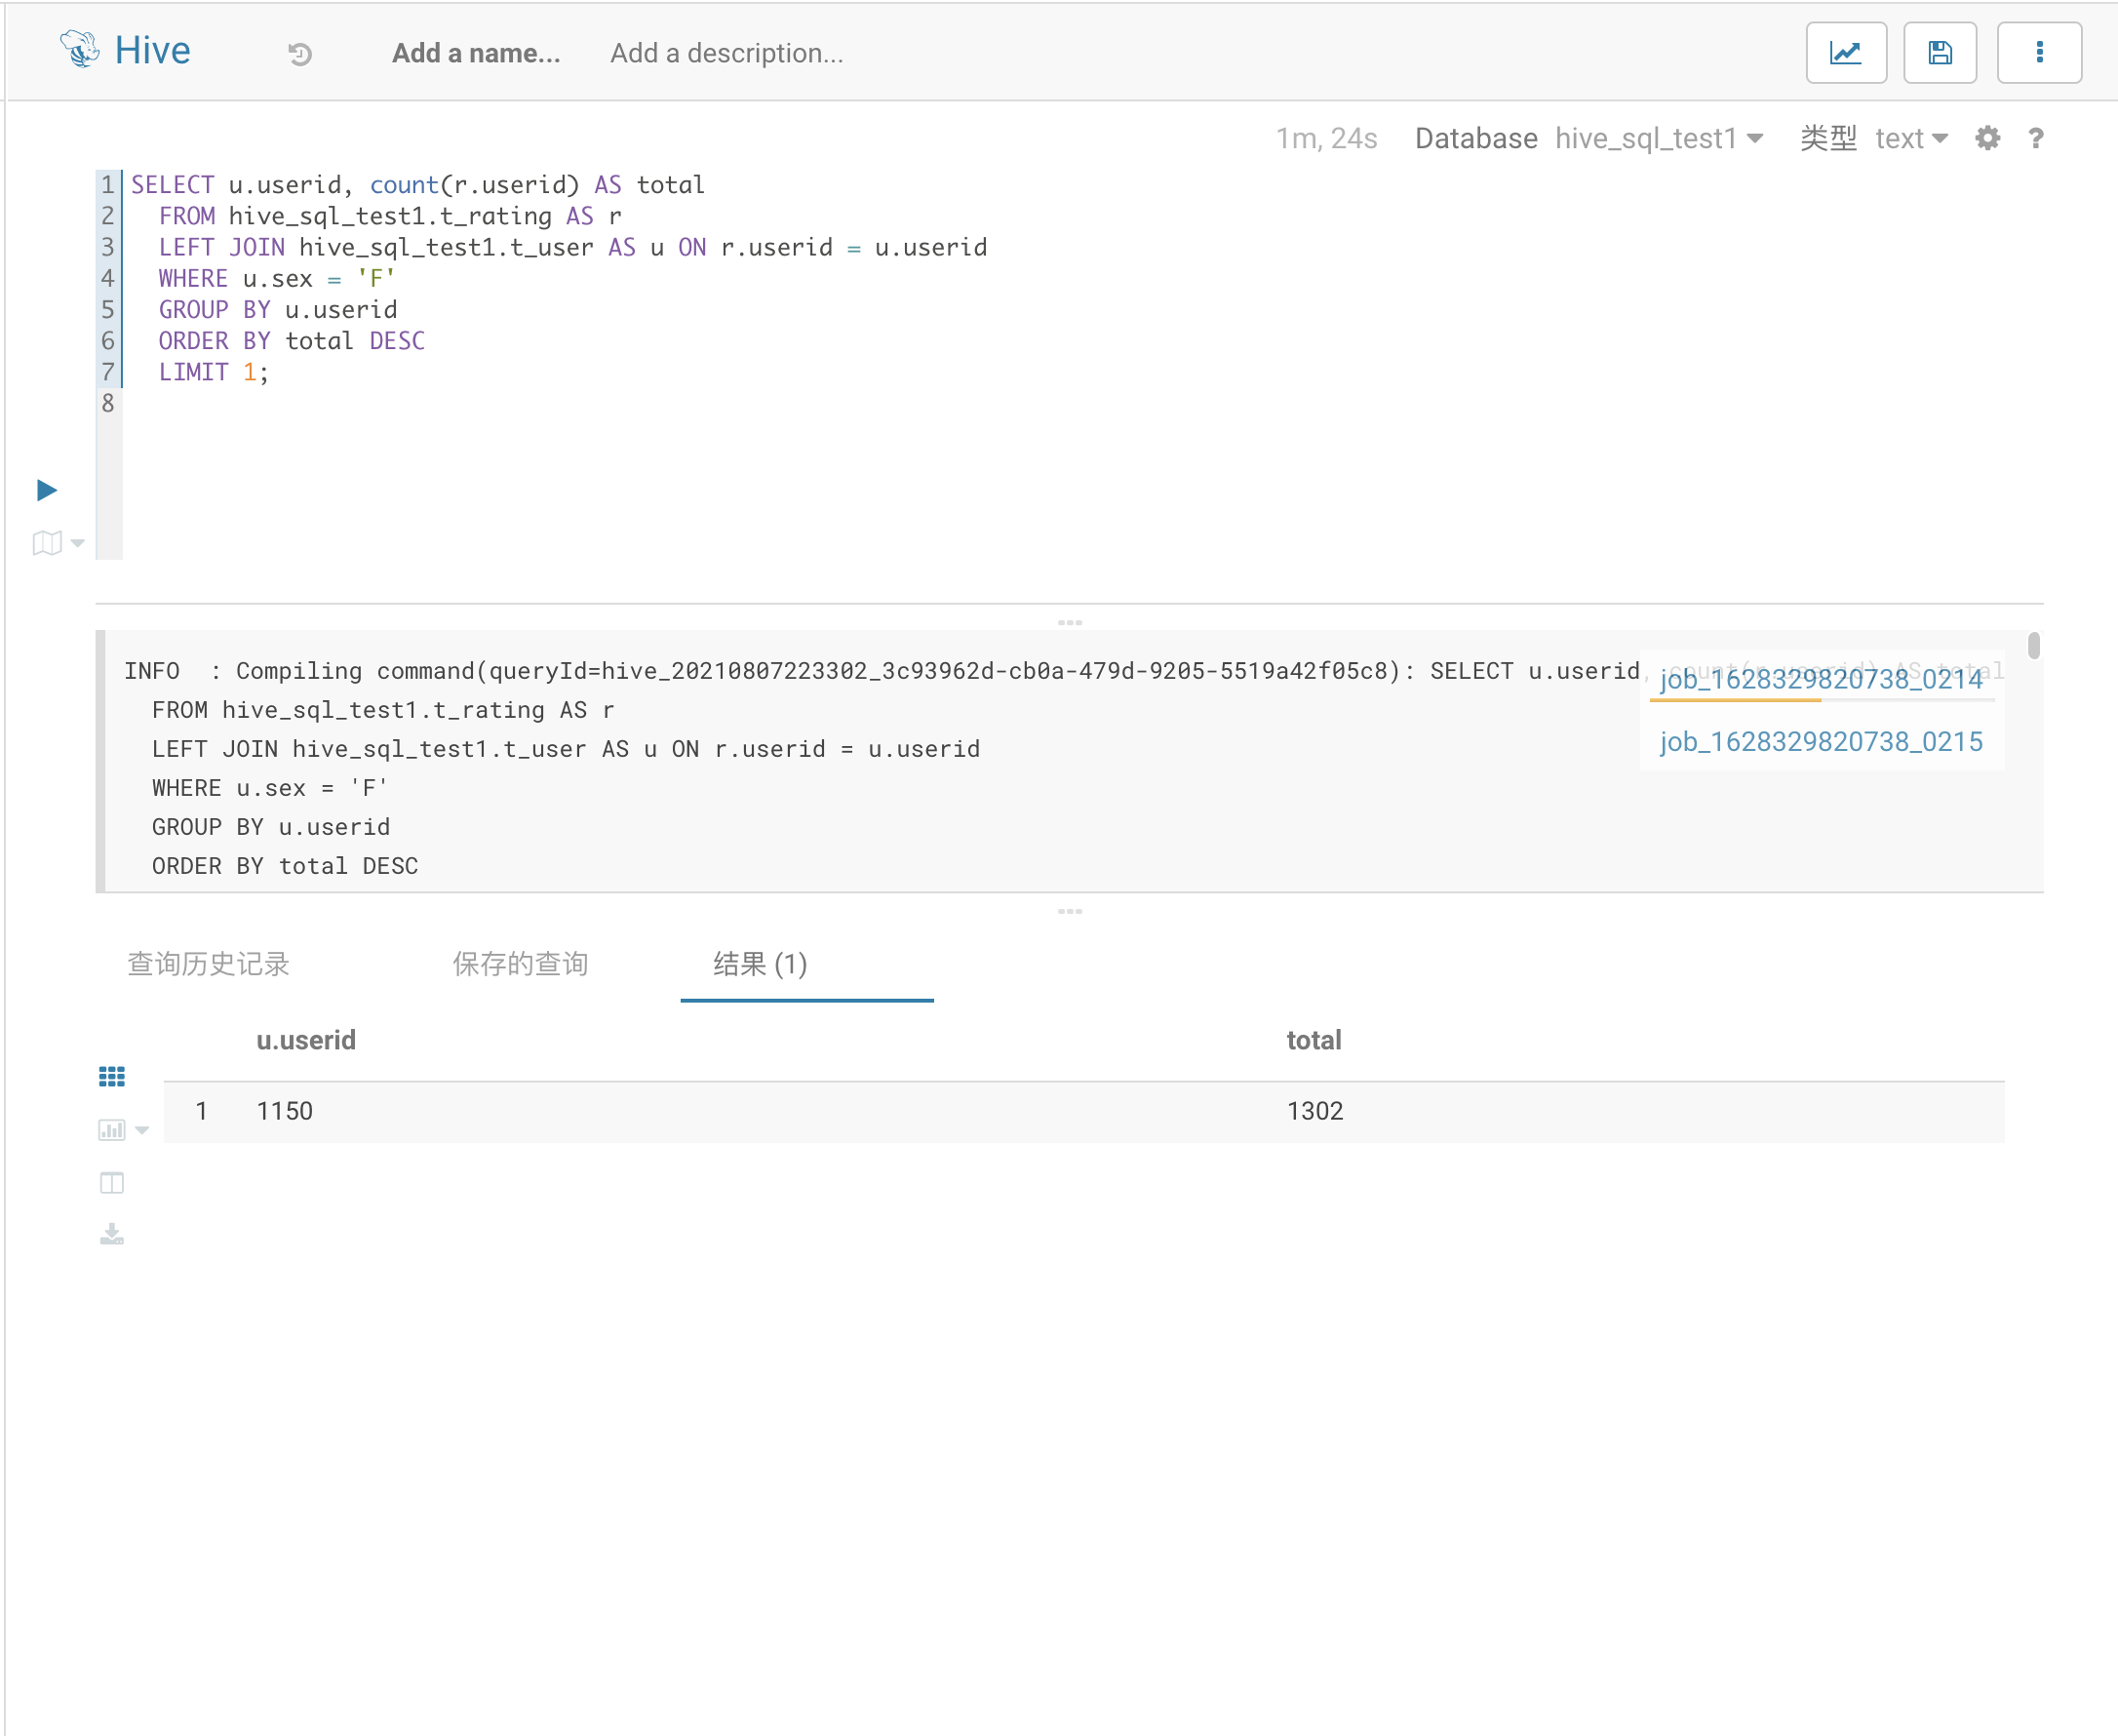 Hive Add a name... Add a description...
1m, 24s Database hive_sql_test1 类型 text ?
1 SELECT u.userid, count(r.userid) AS total
2 FROM hive_sql_test1.t_rating AS r
3 LEFT JOIN hive_sql_test1.t_user AS u ON r.userid = u.userid
4 WHERE u.sex = 'F'
5 GROUP BY u.userid
6 ORDER BY total DESC
7 LIMIT 1;
8
INFO  : Compiling command(queryId=hive_20210807223302_3c93962d-cb0a-479d-9205-5519a42f05c8): SELECT u.userid, count(r.userid) AS total
job_1628329820738_0214
FROM hive_sql_test1.t_rating AS r
job_1628329820738_0215
LEFT JOIN hive_sql_test1.t_user AS u ON r.userid = u.userid
WHERE u.sex = 'F'
GROUP BY u.userid
ORDER BY total DESC
查询历史记录 保存的查询 结果 (1)
u.userid total
1 1150 1302